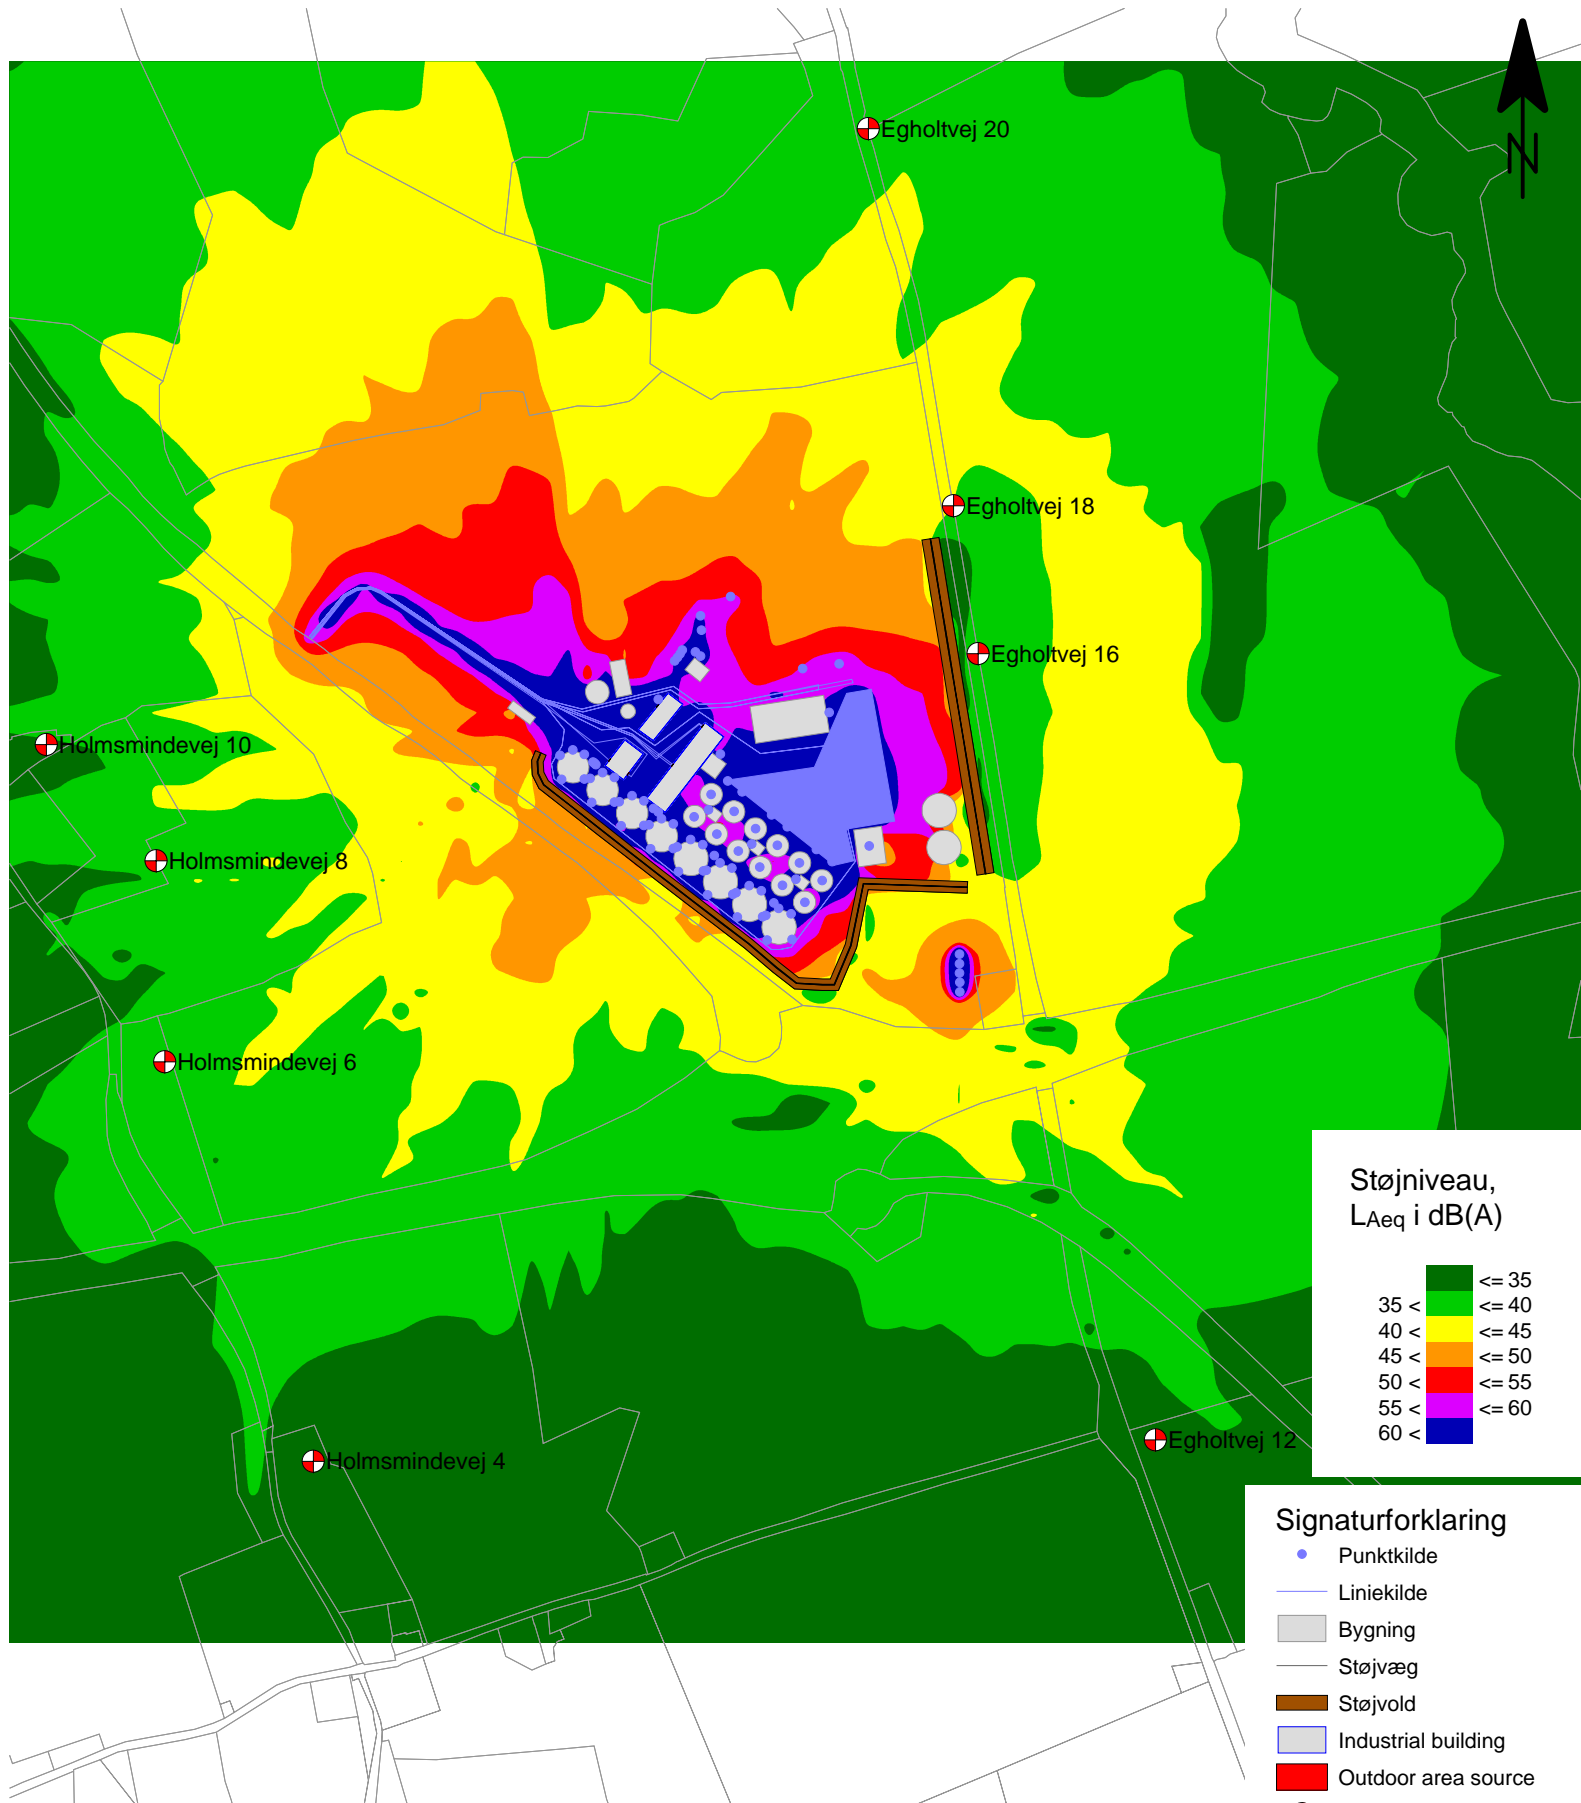 N
Egholtvej 20
Egholtvej 18
Egholtvej 16
Holmsmindevej 10
Holmsmindevej 8
Holmsmindevej 6
Egholtvej 12
Holmsmindevej 4
Støjniveau,
LAeq i dB(A)
<= 35
35 < <= 40
40 < <= 45
45 < <= 50
50 < <= 55
55 < <= 60
60 <
Signaturforklaring
Punktkilde
Liniekilde
Bygning
Støjvæg
Støjvold
Industrial building
Outdoor area source